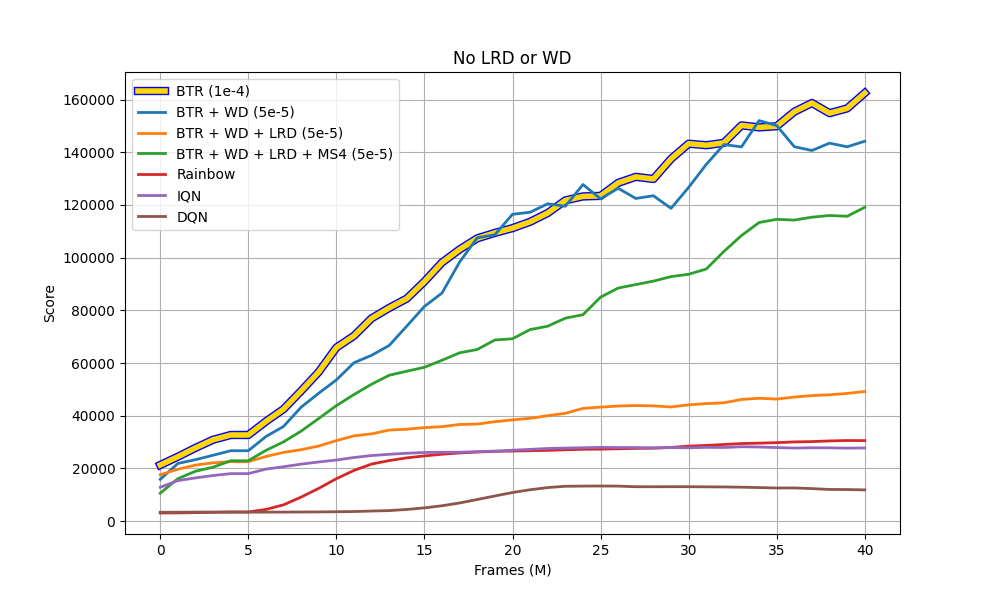 No LRD or WD
BTR (1e-4)
BTR + WD (5e-5)
BTR + WD + LRD (5e-5)
BTR + WD + LRD + MS4 (5e-5)
Rainbow
IQN
DQN
160000
140000
120000
100000
80000
60000
40000
20000
0
Score
0 5 10 15 20 25 30 35 40
Frames (M)